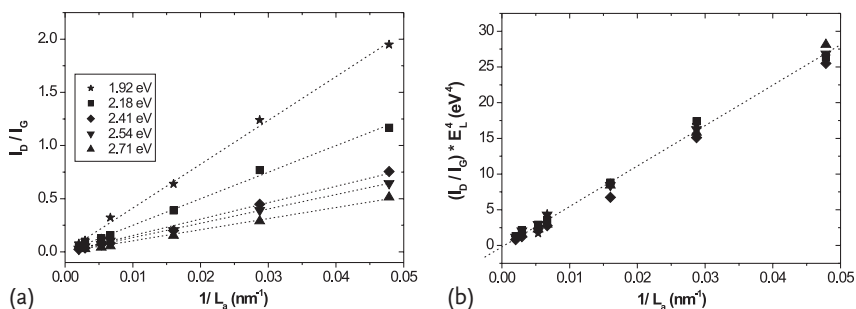 2.0
1.5
1.0
0.5
0.0
I_D / I_G
1.92 eV
2.18 eV
2.41 eV
2.54 eV
2.71 eV
0.00 0.01 0.02 0.03 0.04 0.05
1/ L_a (nm⁻¹)
(a)
30
25
20
15
10
5
0
(I_D / I_G) * E_L⁴ (eV⁴)
0.00 0.01 0.02 0.03 0.04 0.05
1/ L_a (nm⁻¹)
(b)